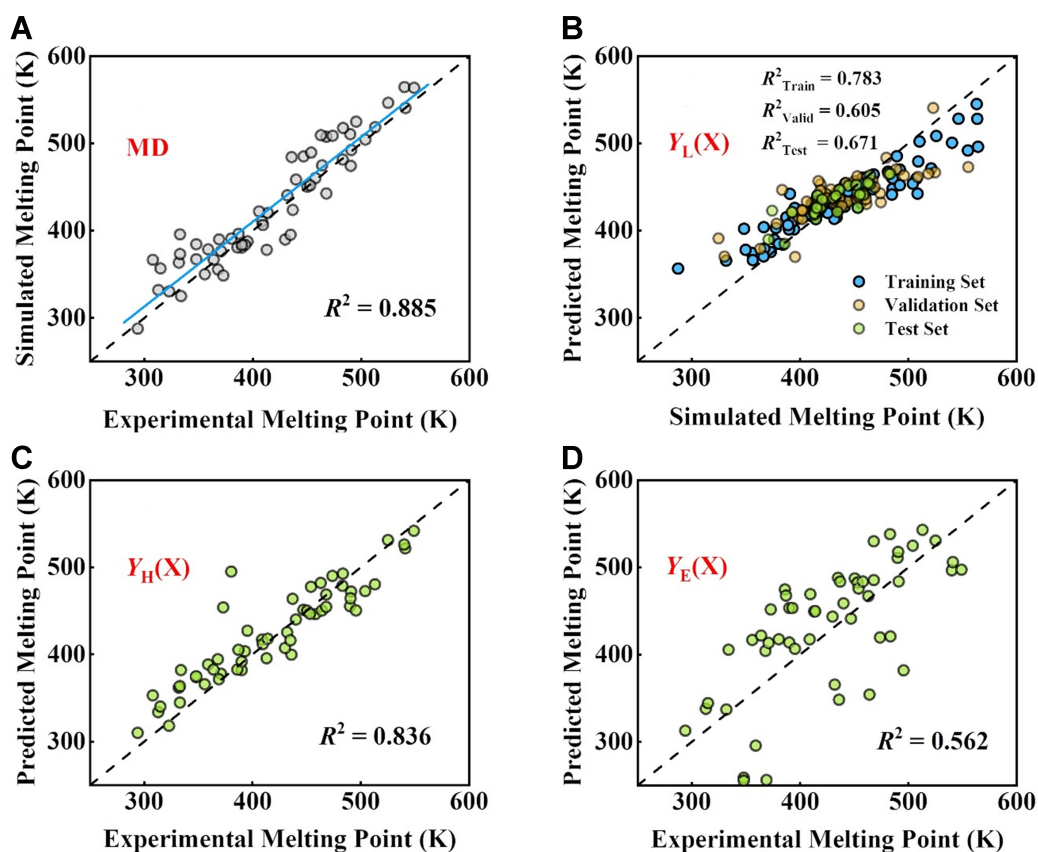 A
Simulated Melting Point (K)
600
500
400
300
MD
R² = 0.885
300
400
500
600
Experimental Melting Point (K)
B
Predicted Melting Point (K)
600
500
400
300
R²Train = 0.783
R²Valid = 0.605
R²Test = 0.671
YL(X)
Training Set
Validation Set
Test Set
300
400
500
600
Simulated Melting Point (K)
C
Predicted Melting Point (K)
600
500
400
300
YH(X)
R² = 0.836
300
400
500
600
Experimental Melting Point (K)
D
Predicted Melting Point (K)
600
500
400
300
YE(X)
R² = 0.562
300
400
500
600
Experimental Melting Point (K)